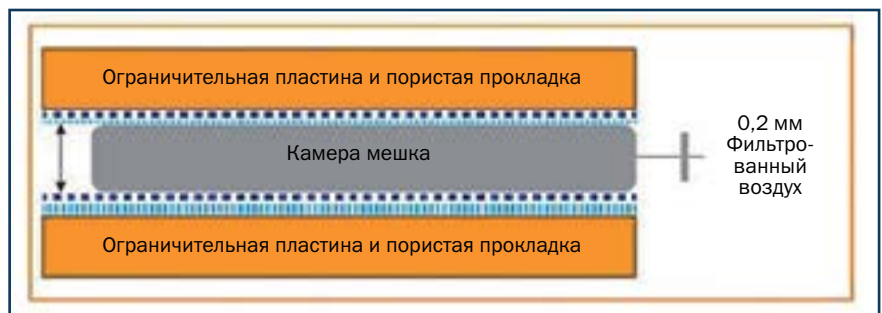 Ограничительная пластина и пористая прокладка
Камера мешка
0,2 мм
Фильтро-
ванный
воздух
Ограничительная пластина и пористая прокладка